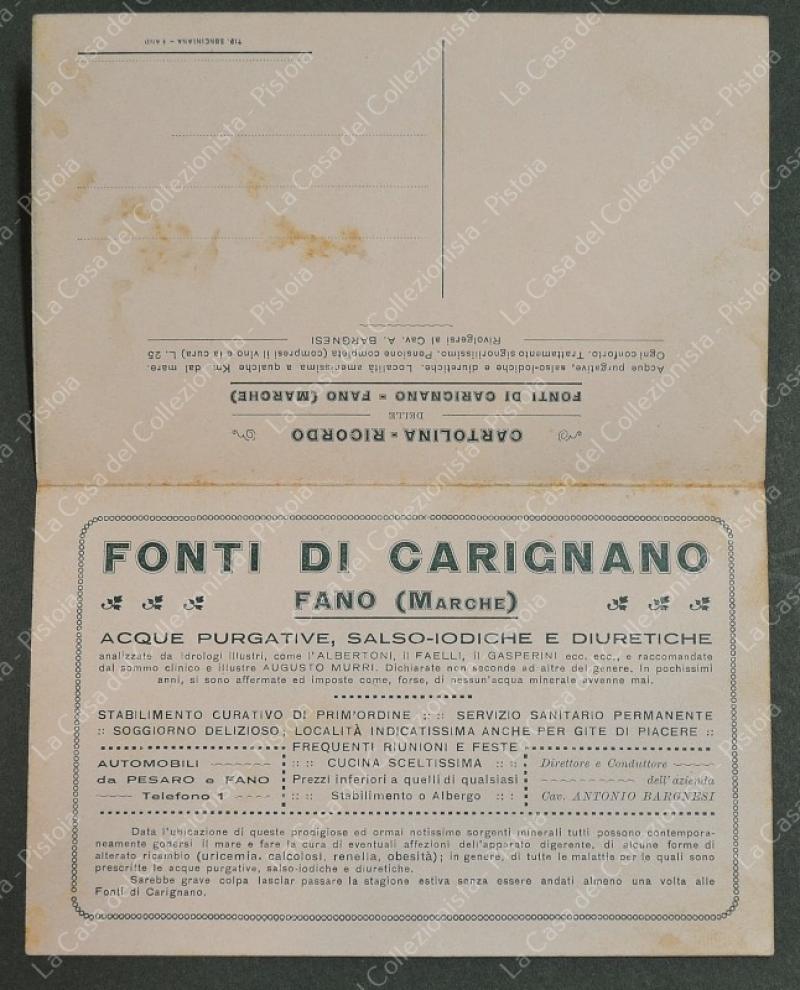 TIP. SONCINIANA - FANO
CARTOLINA - RICORDO
DELLE
FONTI DI CARIGNANO - FANO (MARCHE)
Acque purgative, salso-iodiche e diuretiche. Località amenissima a qualche Km. dal mare.
Ogni conforto. Trattamento signorilissimo. Pensione completa (compresi il vino e la cura) L. 25
Rivolgersi al Cav. A. BARGNESI
FONTI DI CARIGNANO
FANO (MARCHE)
ACQUE PURGATIVE, SALSO-IODICHE E DIURETICHE
analizzate da idrologi illustri, come l'ALBERTONI, il FAELLI, il GASPERINI ecc. ecc., e raccomandate
dal sommo clinico e illustre AUGUSTO MURRI. Dichiarate non seconde ad altre del genere. In pochissimi
anni, si sono affermate ed imposte come, forse, di nessun'acqua minerale avvenne mai.
STABILIMENTO CURATIVO DI PRIM'ORDINE :: :: SERVIZIO SANITARIO PERMANENTE
:: SOGGIORNO DELIZIOSO; LOCALITÀ INDICATISSIMA ANCHE PER GITE DI PIACERE ::
FREQUENTI RIUNIONI E FESTE
AUTOMOBILI
da PESARO e FANO
Telefono 1
:: :: CUCINA SCELTISSIMA :: ::
Prezzi inferiori a quelli di qualsiasi
:: :: Stabilimento o Albergo :: ::
Direttore e Conduttore
dell'azienda
Cav. ANTONIO BARGNESI
Data l'ubicazione di queste prodigiose ed ormai notissime sorgenti minerali tutti possono contempora-
neamente godersi il mare e fare la cura di eventuali affezioni dell'apparato digerente, di alcune forme di
alterato ricambio (uricemia, calcolosi, renella, obesità); in genere, di tutte le malattie per le quali sono
prescritte le acque purgative, salso-iodiche e diuretiche.
Sarebbe grave colpa lasciar passare la stagione estiva senza essere andati almeno una volta alle
Fonti di Carignano.
La Casa del Collezionista - Pistoia